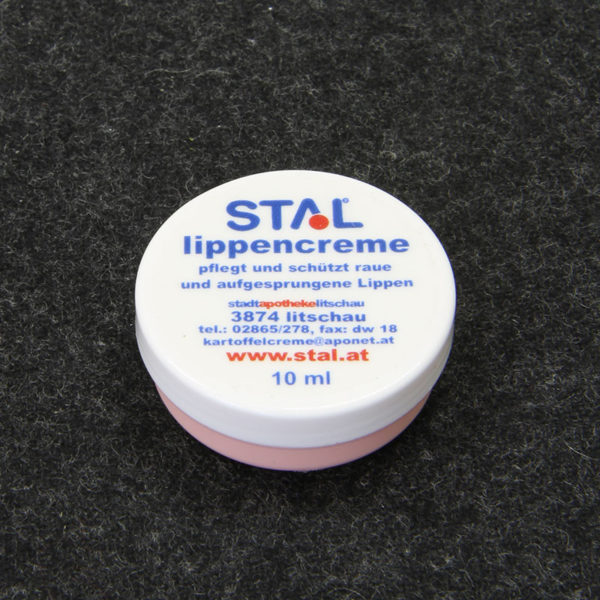 STAL®
lippencreme
pflegt und schützt raue
und aufgesprungene Lippen
stadtapothekelitschau
3874 litschau
tel.: 02865/278, fax: dw 18
kartoffelcreme@aponet.at
www.stal.at
10 ml